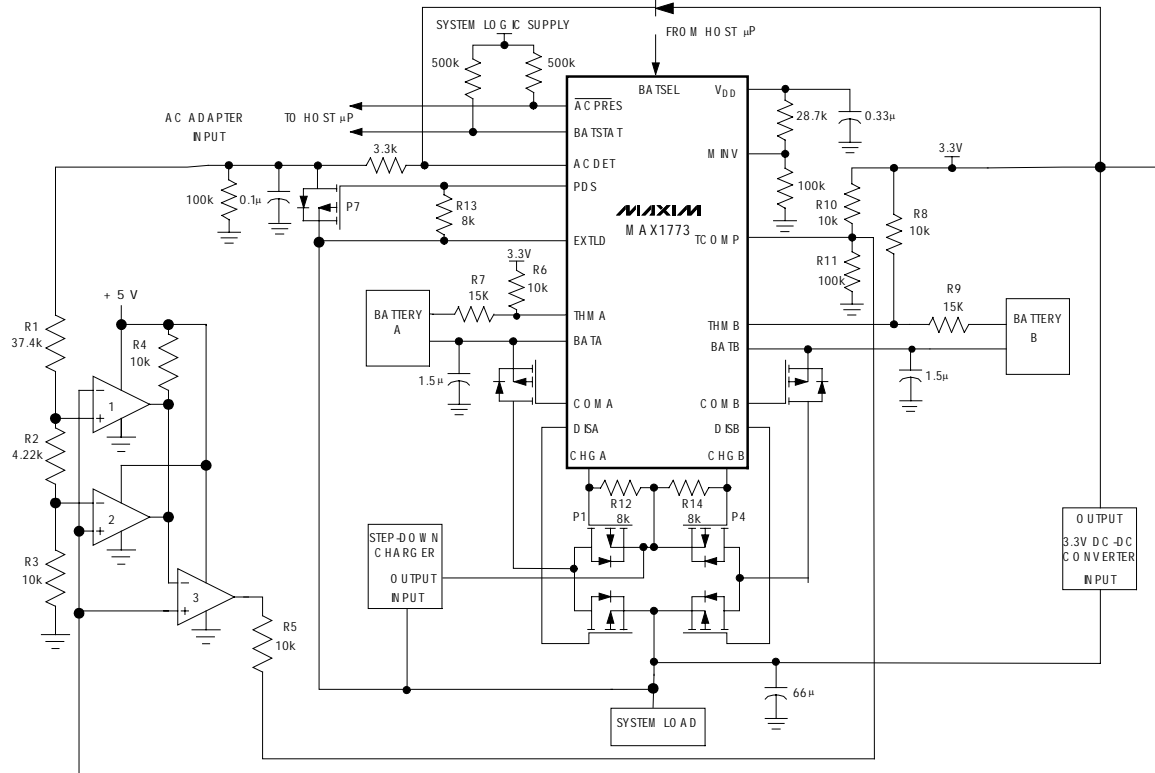 SYSTEM LOGIC SUPPLY
FROM HOST µP
500k
500k
BATSEL
VDD
ACPRES
28.7k
0.33µ
AC ADAPTER
INPUT
TO HOST µP
BATSTAT
3.3k
ACDET
MINV
3.3V
PDS
100k
0.1µ
P7
R13
8k
MAXIM
MAX1773
100k
R10
10k
R8
10k
EXTLD
TCOMP
R11
100k
3.3V
R6
10k
R7
15K
R9
15K
+ 5 V
BATTERY
A
THMA
THMB
BATTERY
B
R1
37.4k
R4
10k
BATA
BATB
1.5µ
1.5µ
1
COMA
COMB
DISA
DISB
R2
4.22k
CHGA
CHGB
2
R12
8k
R14
8k
P1
P4
STEP-DOWN
CHARGER
OUTPUT
INPUT
OUTPUT
3.3V DC-DC
CONVERTER
INPUT
R3
10k
3
R5
10k
66µ
SYSTEM LOAD